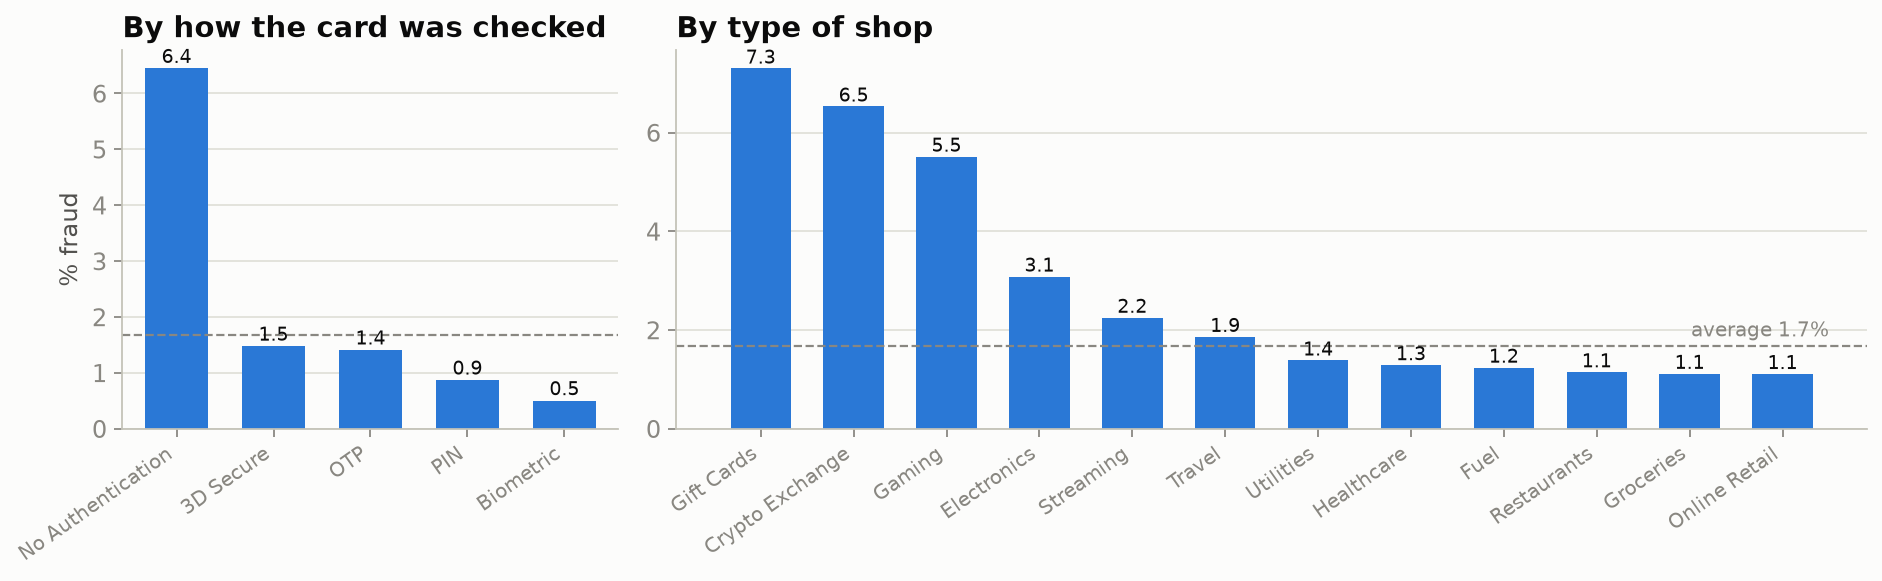 By how the card was checked
% fraud
6
5
4
3
2
1
0
6.4
1.5
1.4
0.9
0.5
No Authentication
3D Secure
OTP
PIN
Biometric
By type of shop
6
4
2
0
7.3
6.5
5.5
3.1
2.2
1.9
1.4
1.3
1.2
1.1
1.1
1.1
average 1.7%
Gift Cards
Crypto Exchange
Gaming
Electronics
Streaming
Travel
Utilities
Healthcare
Fuel
Restaurants
Groceries
Online Retail